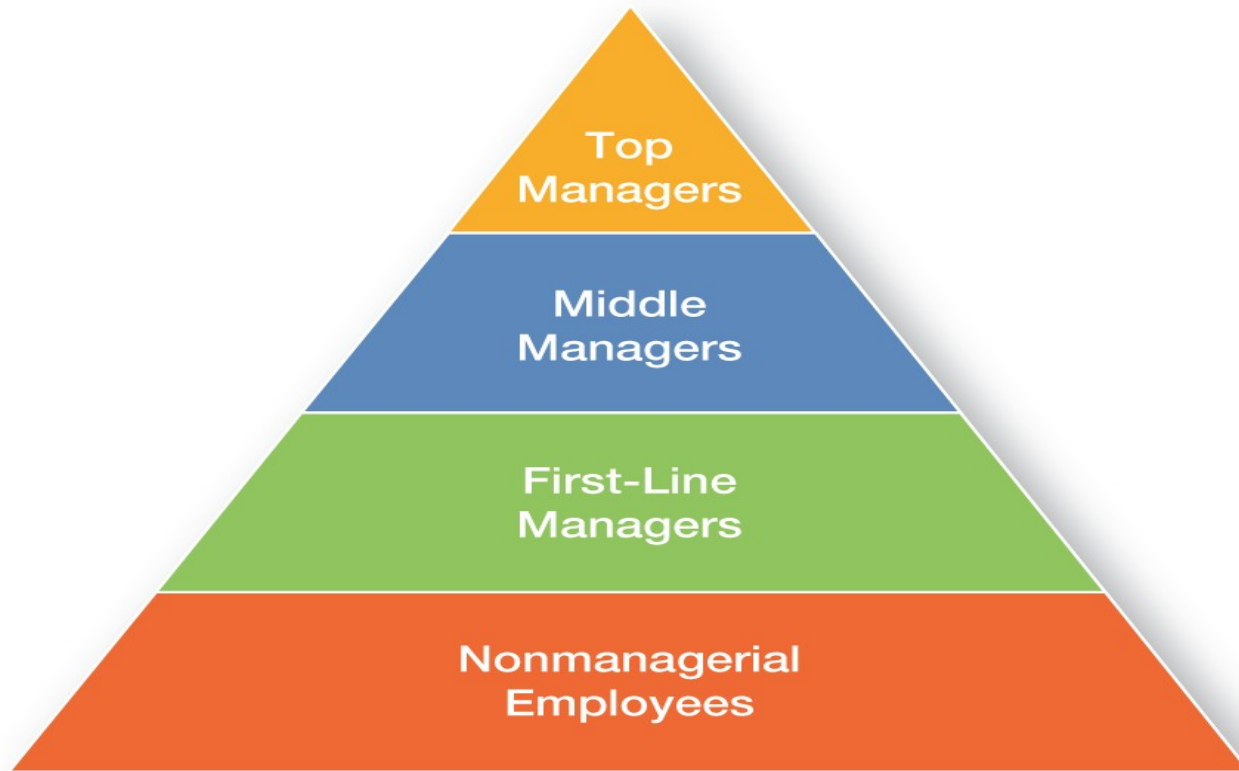 Top
Managers
Middle
Managers
First-Line
Managers
Nonmanagerial
Employees